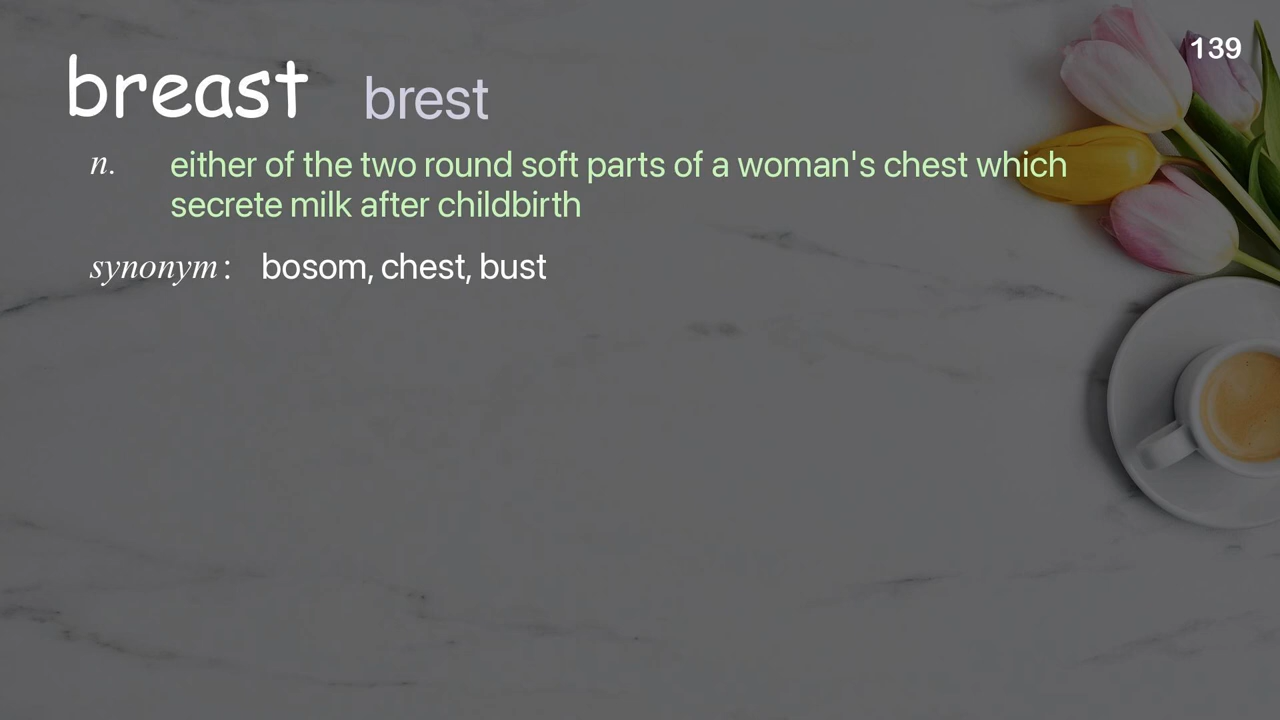 139
breast brest
n. either of the two round soft parts of a woman's chest which
secrete milk after childbirth
synonym: bosom, chest, bust